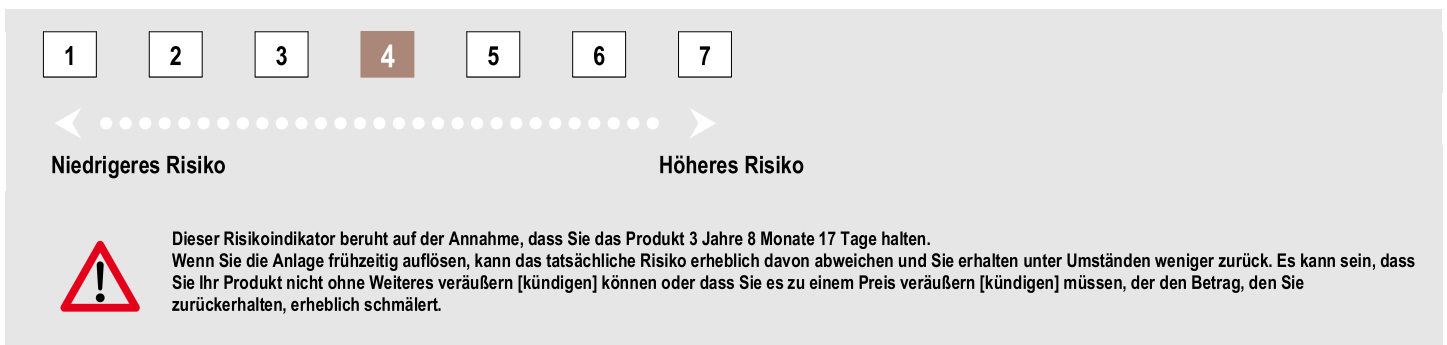 1 2 3 4 5 6 7
Niedrigeres Risiko Höheres Risiko
Dieser Risikoindikator beruht auf der Annahme, dass Sie das Produkt 3 Jahre 8 Monate 17 Tage halten.
Wenn Sie die Anlage frühzeitig auflösen, kann das tatsächliche Risiko erheblich davon abweichen und Sie erhalten unter Umständen weniger zurück. Es kann sein, dass
Sie Ihr Produkt nicht ohne Weiteres veräußern [kündigen] können oder dass Sie es zu einem Preis veräußern [kündigen] müssen, der den Betrag, den Sie
zurückerhalten, erheblich schmälert.